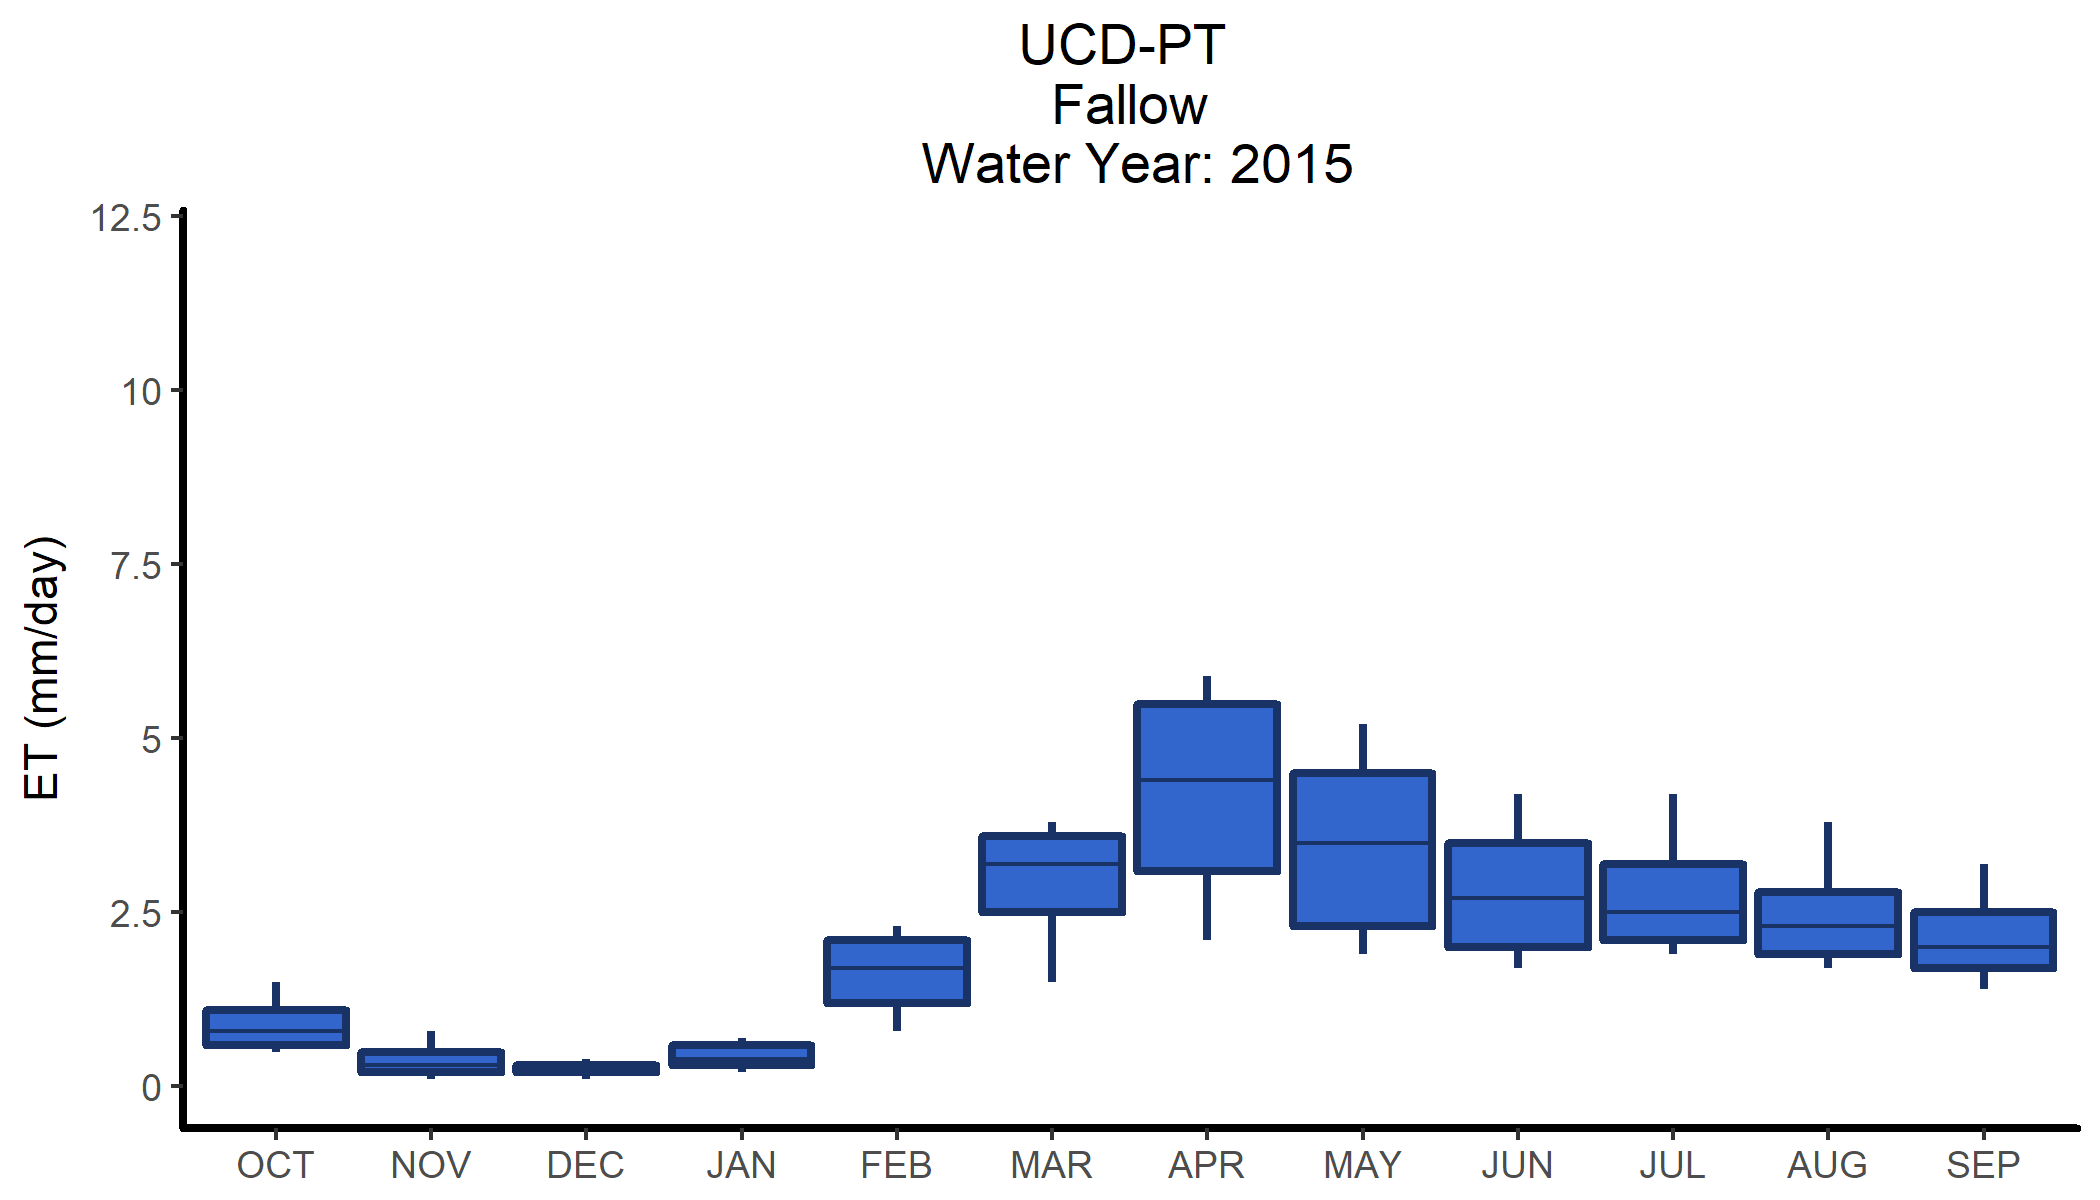 UCD-PT
Fallow
Water Year: 2015
12.5
10
7.5
5
2.5
0
ET (mm/day)
OCT NOV DEC JAN FEB MAR APR MAY JUN JUL AUG SEP